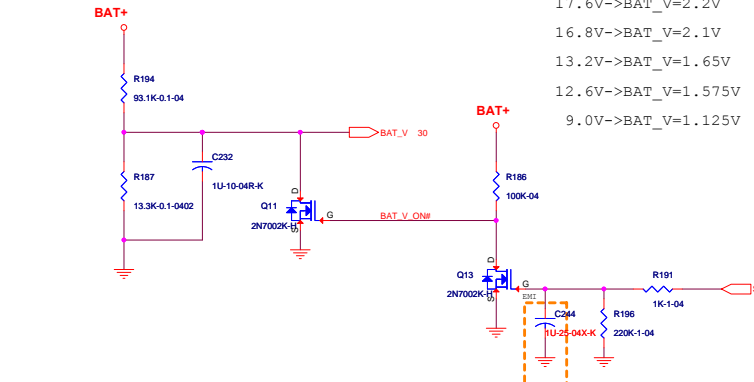 17.6V->BAT_V=2.2V
16.8V->BAT_V=2.1V
13.2V->BAT_V=1.65V
12.6V->BAT_V=1.575V
9.0V->BAT_V=1.125V
BAT+
R194
93.1K-0.1-04
BAT_V 30
R187
13.3K-0.1-0402
C232
1U-10-04R-K
Q11
2N7002K-H
D
G
S
BAT_V_ON#
BAT+
R186
100K-04
Q13
2N7002K-H
D
G
S
EMI
C244
1U-25-04X-K
R196
220K-1-04
R191
1K-1-04